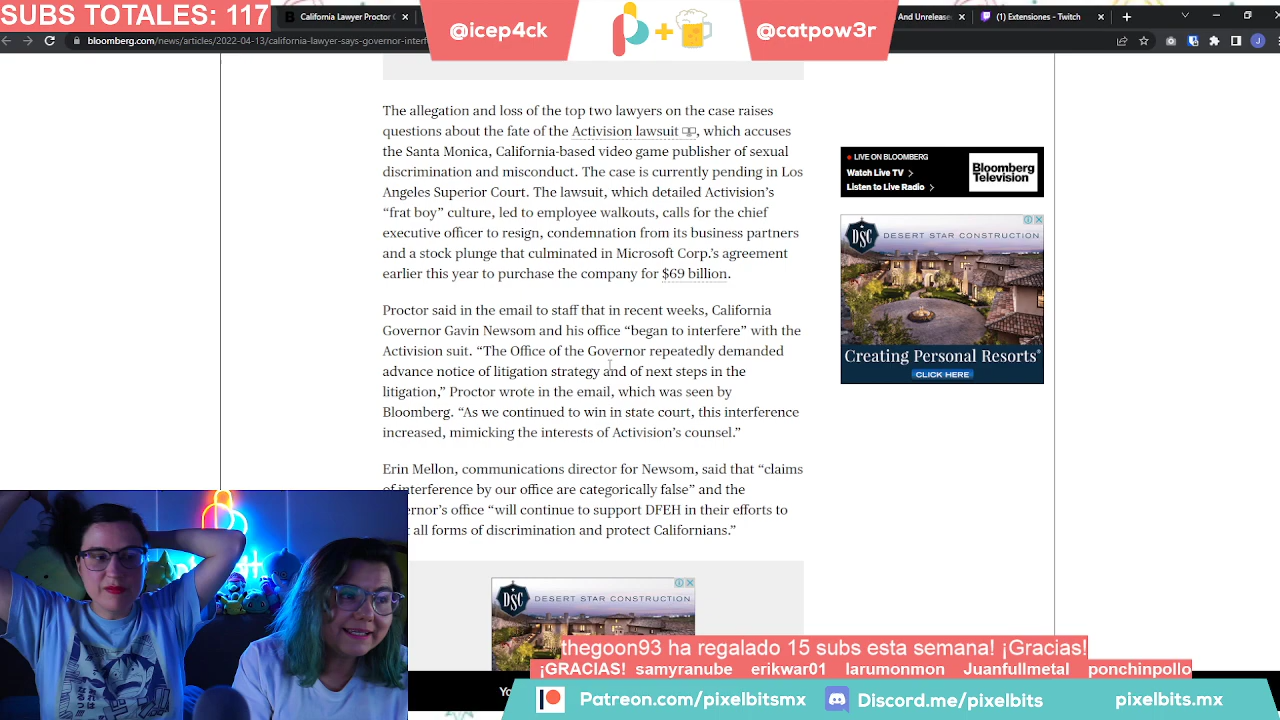 SUBS TOTALES: 117
California Lawyer Proctor
And Unreleased
(1) Extensions - Twitch
bloomberg.com/news/articles/2022-04-13/california-lawyer-says-governor-interf
@icep4ck
@catpow3r
The allegation and loss of the top two lawyers on the case raises
questions about the fate of the Activision lawsuit, which accuses
the Santa Monica, California-based video game publisher of sexual
discrimination and misconduct. The case is currently pending in Los
Angeles Superior Court. The lawsuit, which detailed Activision’s
“frat boy” culture, led to employee walkouts, calls for the chief
executive officer to resign, condemnation from its business partners
and a stock plunge that culminated in Microsoft Corp.’s agreement
earlier this year to purchase the company for $69 billion.
Proctor said in the email to staff that in recent weeks, California
Governor Gavin Newsom and his office “began to interfere” with the
Activision suit. “The Office of the Governor repeatedly demanded
advance notice of litigation strategy and of next steps in the
litigation,” Proctor wrote in the email, which was seen by
Bloomberg. “As we continued to win in state court, this interference
increased, mimicking the interests of Activision’s counsel.”
Erin Mellon, communications director for Newsom, said that “claims
of interference by our office are categorically false” and the
ernor’s office “will continue to support DFEH in their efforts to
t all forms of discrimination and protect Californians.”
LIVE ON BLOOMBERG
Watch Live TV
Listen to Live Radio
Bloomberg
Television
DSC DESERT STAR CONSTRUCTION
Creating Personal Resorts®
CLICK HERE
DSC DESERT STAR CONSTRUCTION
Yo
thegoon93 ha regalado 15 subs esta semana! ¡Gracias!
¡GRACIAS! samyranube erikwar01 larumonmon Juanfullmetal ponchinpollo
Patreon.com/pixelbitsmx
Discord.me/pixelbits
pixelbits.mx